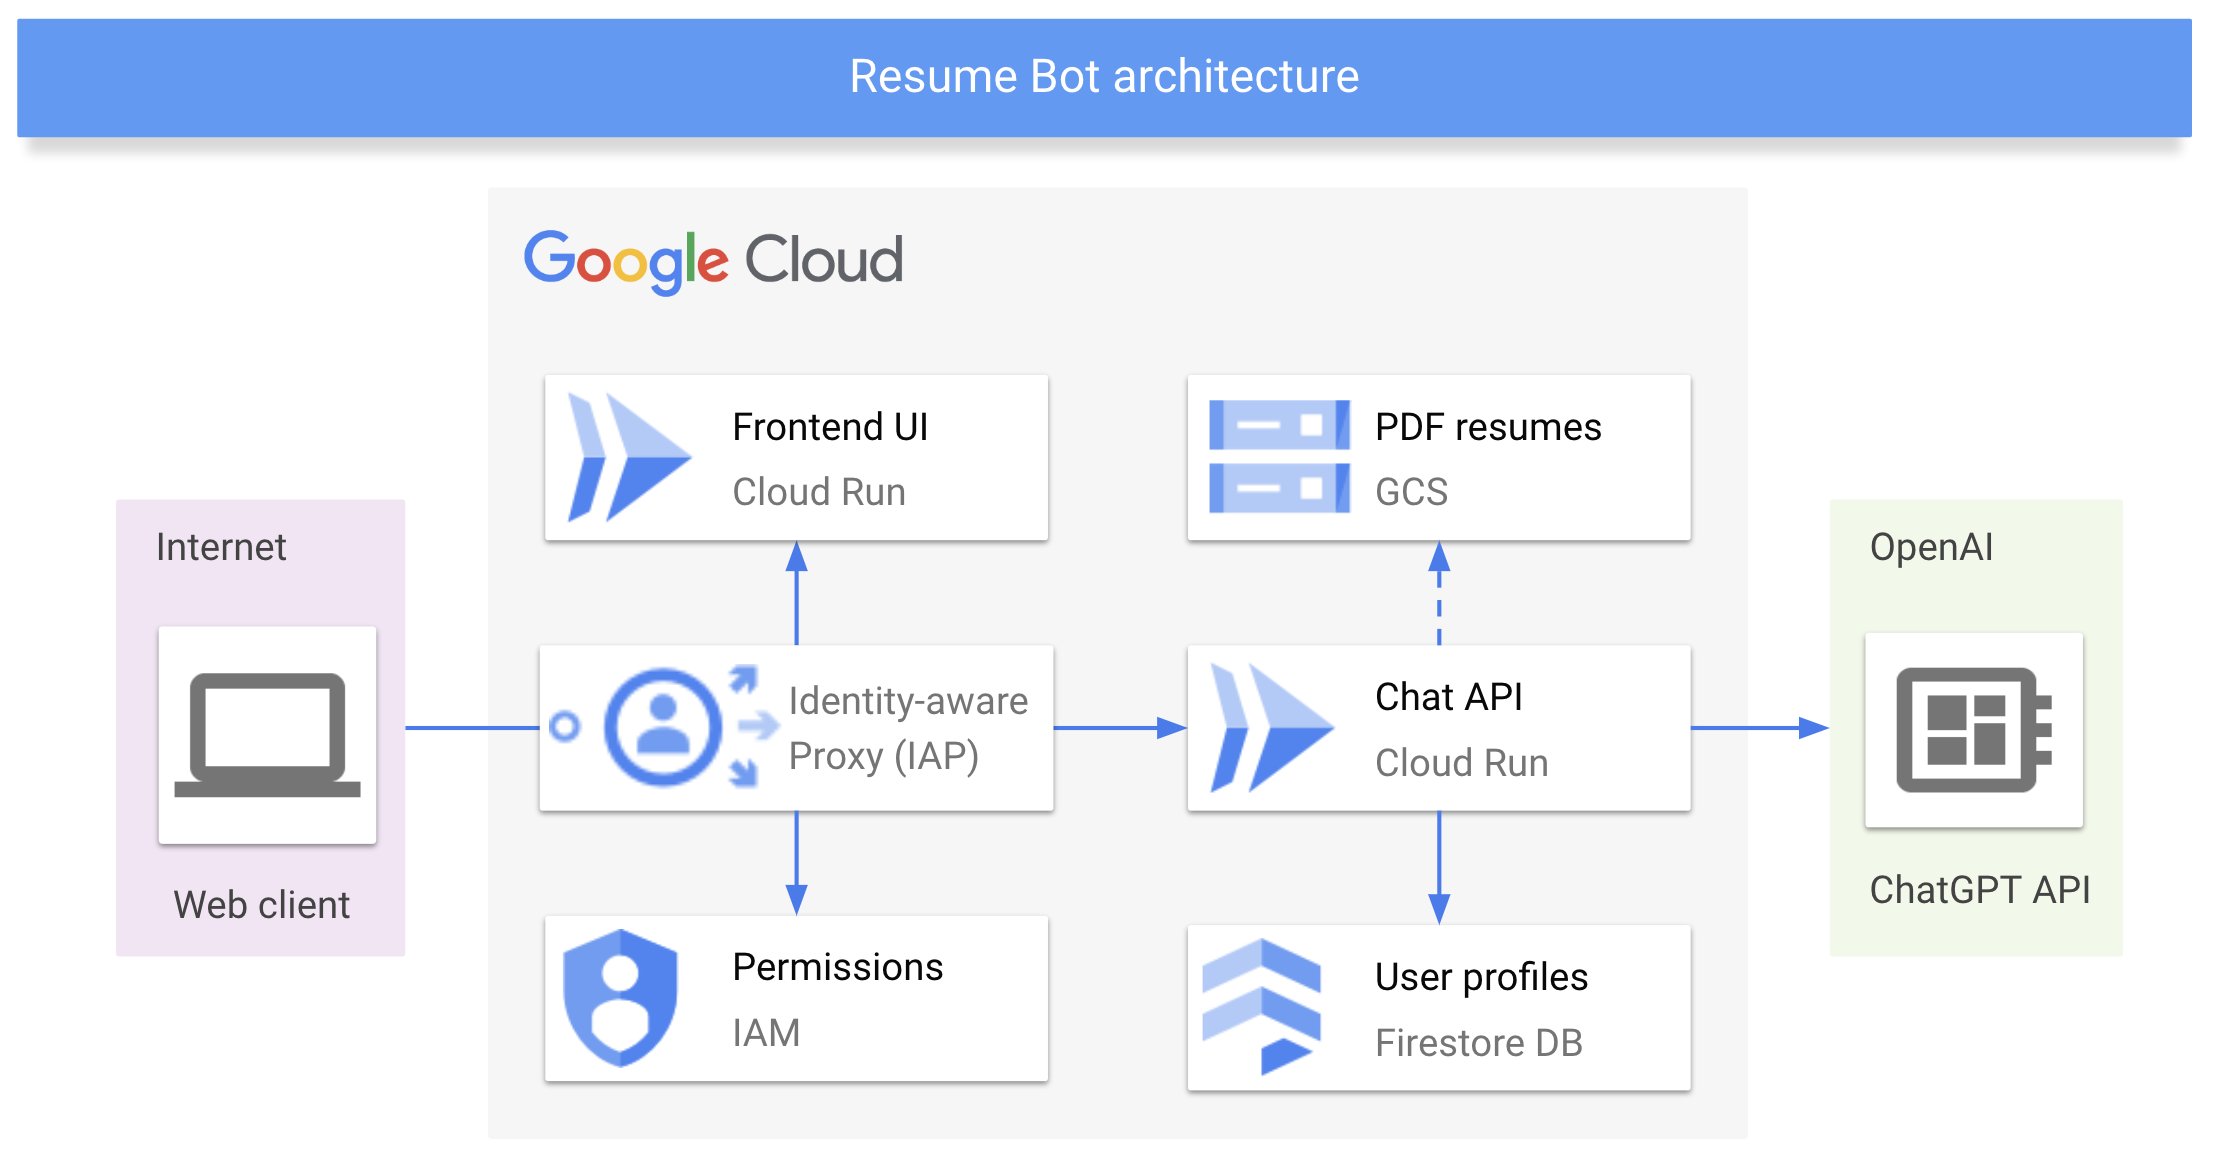 Resume Bot architecture
Google Cloud
Frontend UI
Cloud Run
PDF resumes
GCS
Internet
Web client
Identity-aware
Proxy (IAP)
Chat API
Cloud Run
OpenAI
ChatGPT API
Permissions
IAM
User profiles
Firestore DB